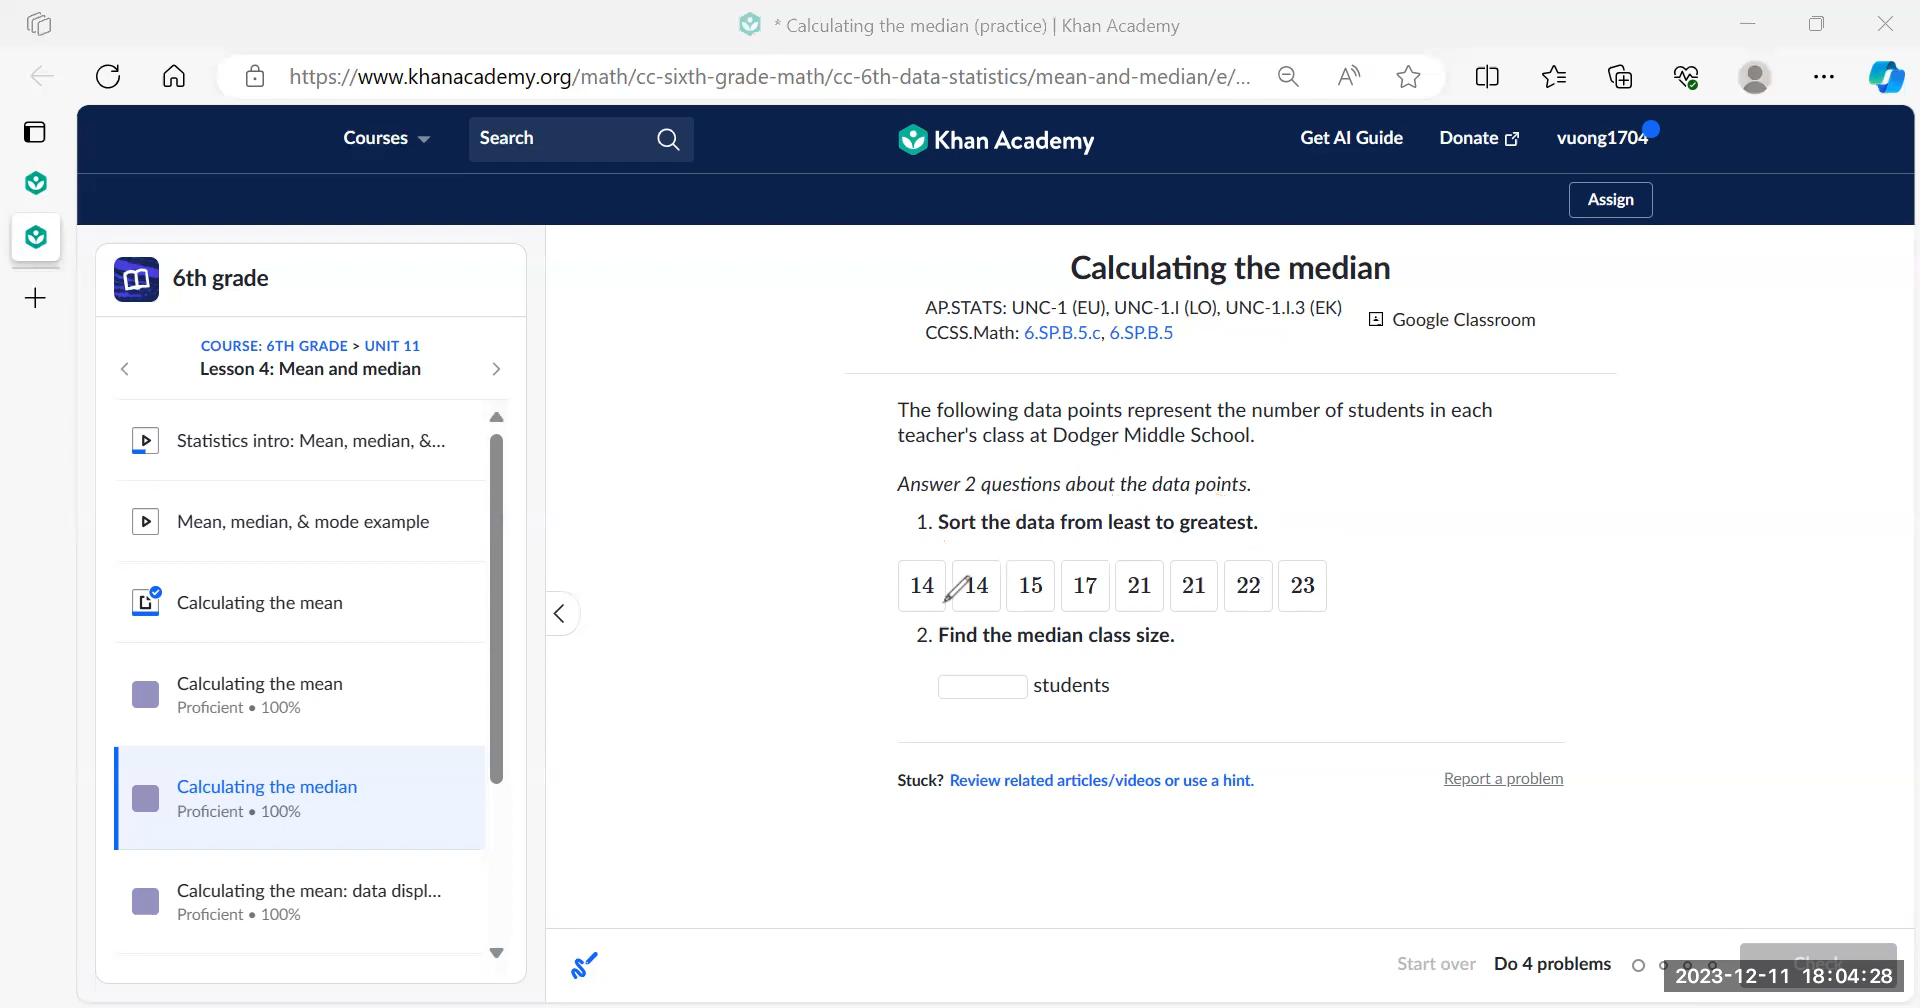 * Calculating the median (practice) | Khan Academy
https://www.khanacademy.org/math/cc-sixth-grade-math/cc-6th-data-statistics/mean-and-median/e/...
Courses
Search
Khan Academy
Get AI Guide
Donate
vuong1704
Assign
6th grade
COURSE: 6TH GRADE > UNIT 11
Lesson 4: Mean and median
Statistics intro: Mean, median, &...
Mean, median, & mode example
Calculating the mean
Calculating the mean
Proficient • 100%
Calculating the median
Proficient • 100%
Calculating the mean: data displ...
Proficient • 100%
Calculating the median
AP.STATS: UNC-1 (EU), UNC-1.I (LO), UNC-1.I.3 (EK)
CCSS.Math: 6.SP.B.5.c, 6.SP.B.5
Google Classroom
The following data points represent the number of students in each
teacher's class at Dodger Middle School.
Answer 2 questions about the data points.
1. Sort the data from least to greatest.
14 14 15 17 21 21 22 23
2. Find the median class size.
students
Stuck? Review related articles/videos or use a hint.
Report a problem
Start over
Do 4 problems
Check
2023-12-11 18:04:28